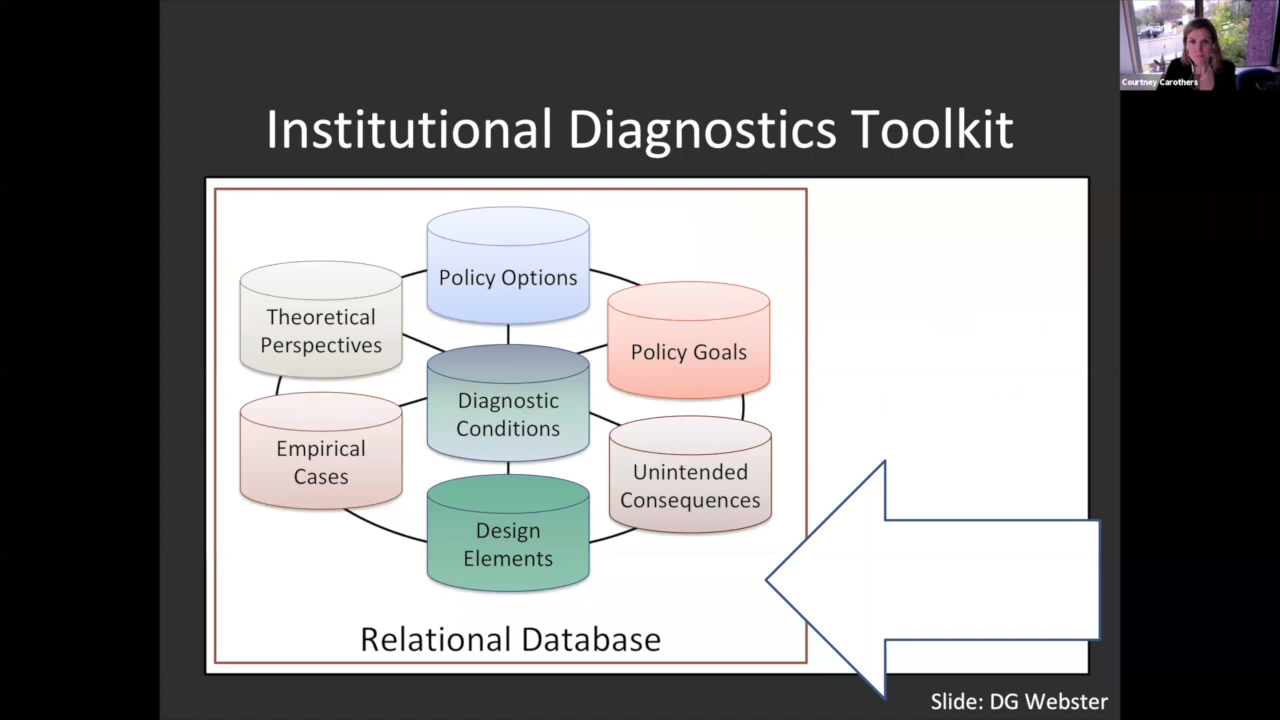 Courtney Carothers
Institutional Diagnostics Toolkit
Policy Options
Theoretical
Perspectives
Policy Goals
Diagnostic
Conditions
Empirical
Cases
Unintended
Consequences
Design
Elements
Relational Database
Slide: DG Webster